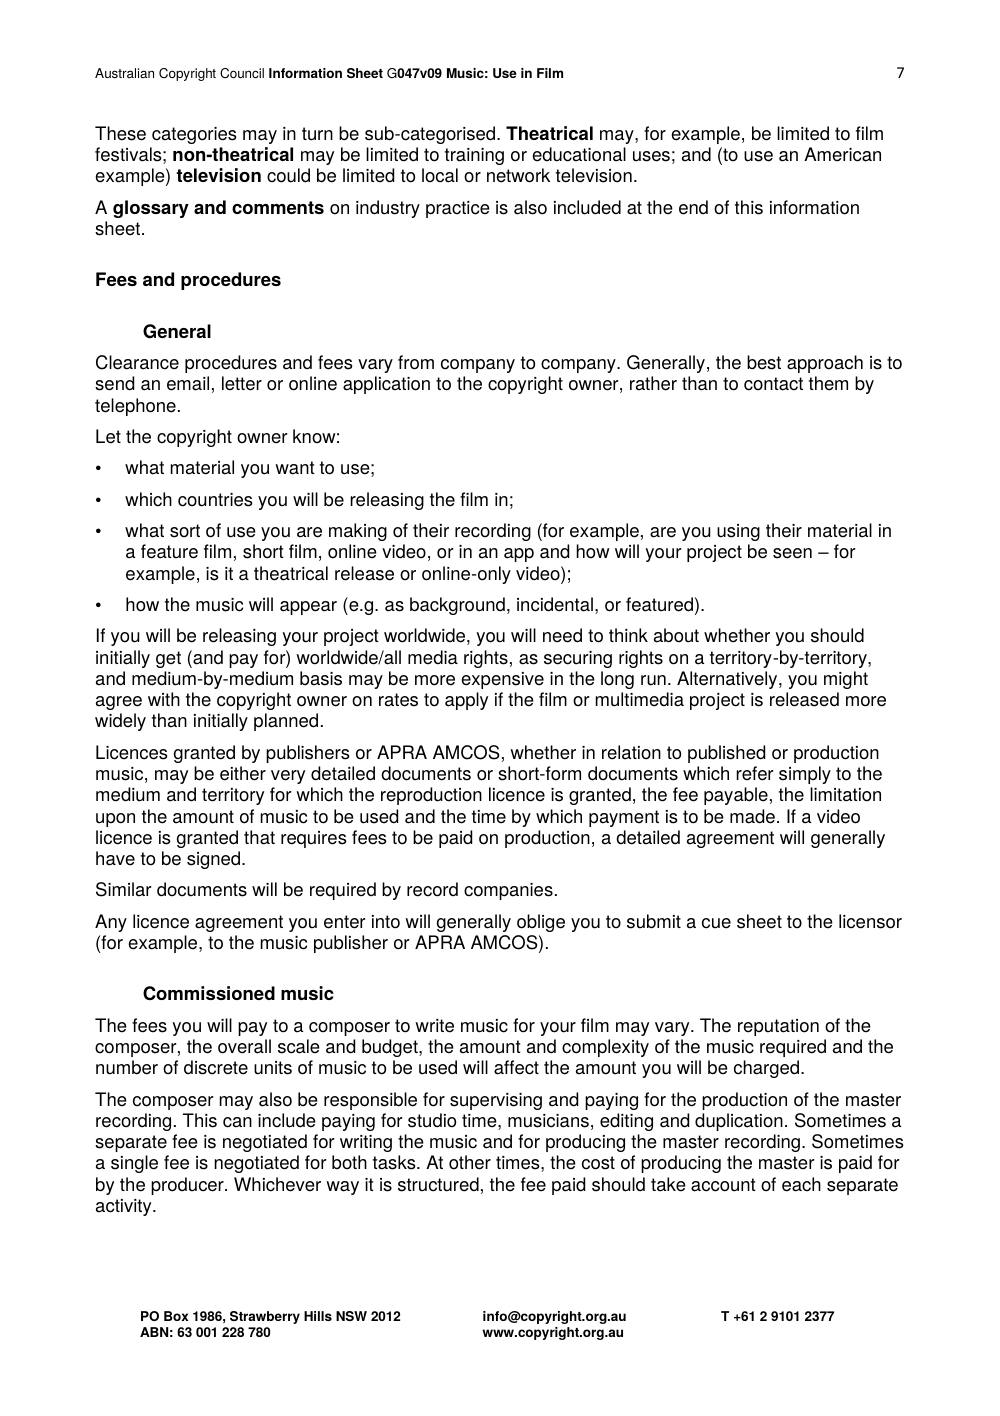 Australian Copyright Council Information Sheet G047v09 Music: Use in Film 7
These categories may in turn be sub-categorised. Theatrical may, for example, be limited to film
festivals; non-theatrical may be limited to training or educational uses; and (to use an American
example) television could be limited to local or network television.
A glossary and comments on industry practice is also included at the end of this information
sheet.
Fees and procedures
General
Clearance procedures and fees vary from company to company. Generally, the best approach is to
send an email, letter or online application to the copyright owner, rather than to contact them by
telephone.
Let the copyright owner know:
• what material you want to use;
• which countries you will be releasing the film in;
• what sort of use you are making of their recording (for example, are you using their material in
a feature film, short film, online video, or in an app and how will your project be seen – for
example, is it a theatrical release or online-only video);
• how the music will appear (e.g. as background, incidental, or featured).
If you will be releasing your project worldwide, you will need to think about whether you should
initially get (and pay for) worldwide/all media rights, as securing rights on a territory-by-territory,
and medium-by-medium basis may be more expensive in the long run. Alternatively, you might
agree with the copyright owner on rates to apply if the film or multimedia project is released more
widely than initially planned.
Licences granted by publishers or APRA AMCOS, whether in relation to published or production
music, may be either very detailed documents or short-form documents which refer simply to the
medium and territory for which the reproduction licence is granted, the fee payable, the limitation
upon the amount of music to be used and the time by which payment is to be made. If a video
licence is granted that requires fees to be paid on production, a detailed agreement will generally
have to be signed.
Similar documents will be required by record companies.
Any licence agreement you enter into will generally oblige you to submit a cue sheet to the licensor
(for example, to the music publisher or APRA AMCOS).
Commissioned music
The fees you will pay to a composer to write music for your film may vary. The reputation of the
composer, the overall scale and budget, the amount and complexity of the music required and the
number of discrete units of music to be used will affect the amount you will be charged.
The composer may also be responsible for supervising and paying for the production of the master
recording. This can include paying for studio time, musicians, editing and duplication. Sometimes a
separate fee is negotiated for writing the music and for producing the master recording. Sometimes
a single fee is negotiated for both tasks. At other times, the cost of producing the master is paid for
by the producer. Whichever way it is structured, the fee paid should take account of each separate
activity.
PO Box 1986, Strawberry Hills NSW 2012 info@copyright.org.au T +61 2 9101 2377
ABN: 63 001 228 780 www.copyright.org.au